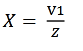 X = V1/Z